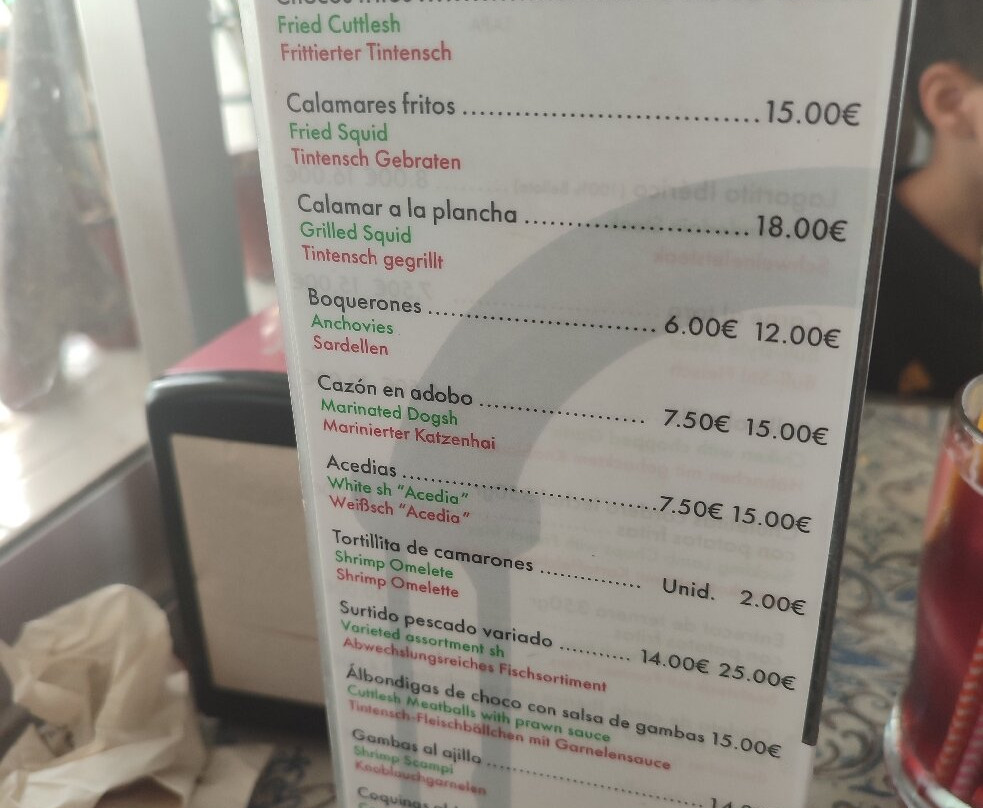 Chocos fritos
Fried Cuttlesh
Frittierter Tintensch
Calamares fritos ........................................ 15.00€
Fried Squid
Tintensch Gebraten
Calamar a la plancha ............................... 18.00€
Grilled Squid
Tintensch gegrillt
Boquerones ................................ 6.00€ 12.00€
Anchovies
Sardellen
Cazón en adobo ....................... 7.50€ 15.00€
Marinated Dogsh
Marinierter Katzenhai
Acedias ................................... 7.50€ 15.00€
White sh "Acedia"
Weißsch "Acedia"
Tortillita de camarones .............. Unid. 2.00€
Shrimp Omelete
Shrimp Omelette
Surtido pescado variado .......... 14.00€ 25.00€
Varieted assortment sh
Abwechslungsreiches Fischsortiment
Álbondigas de choco con salsa de gambas 15.00€
Cuttlesh Meatballs with prawn sauce
Tintensch-Fleischbällchen mit Garnelensauce
Gambas al ajillo ..............................
Shrimp Scampi
Knoblauchgarnelen
Coquinas